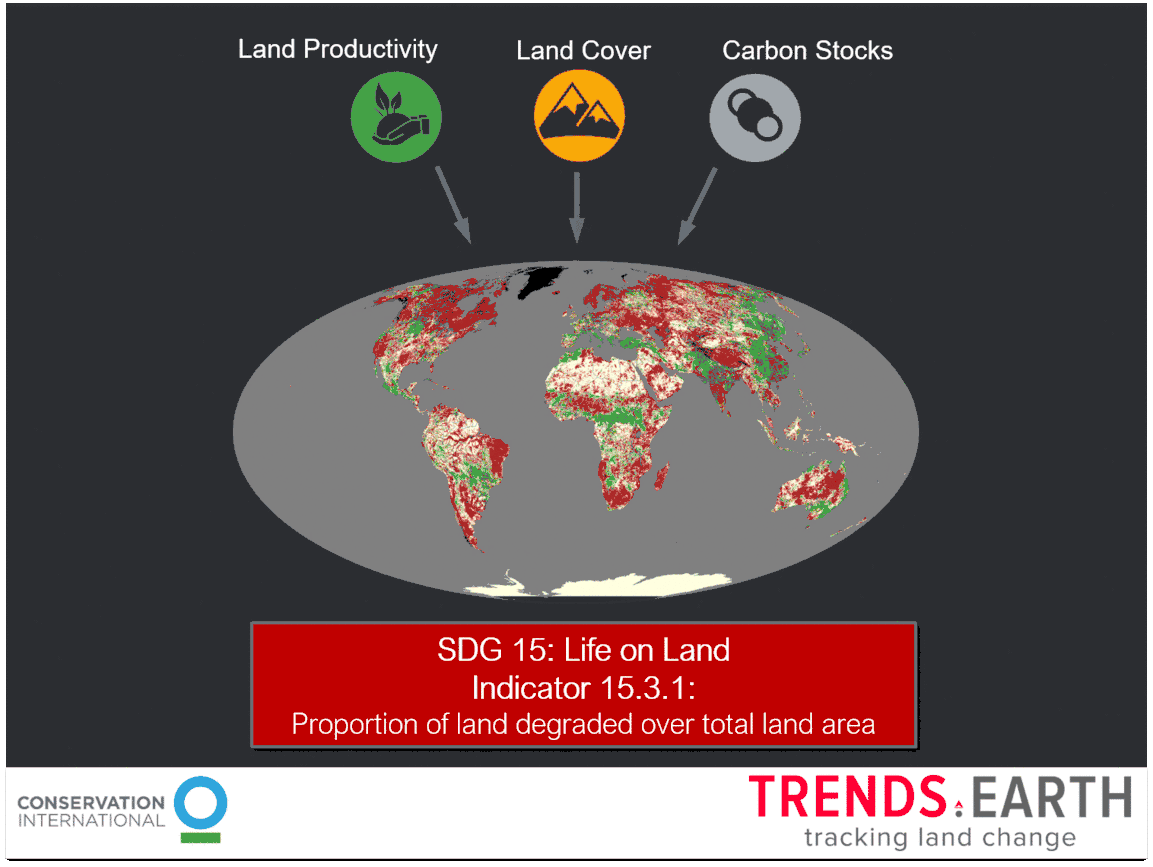 Land Productivity
Land Cover
Carbon Stocks
SDG 15: Life on Land
Indicator 15.3.1:
Proportion of land degraded over total land area
CONSERVATION
INTERNATIONAL
TRENDS.EARTH
tracking land change